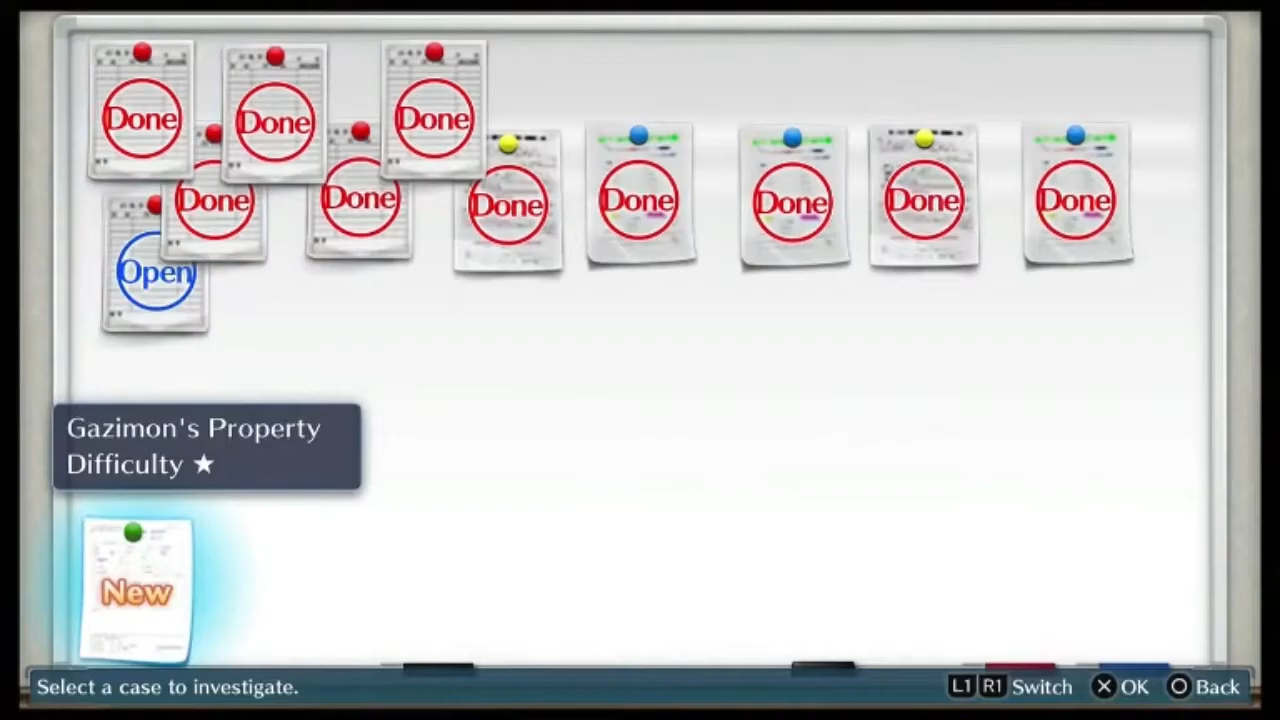 Done
Done
Done
Done
Done
Done
Done
Done
Done
Done
Open
Gazimon's Property
Difficulty ★
New
Select a case to investigate.
L1 R1 Switch
OK
Back